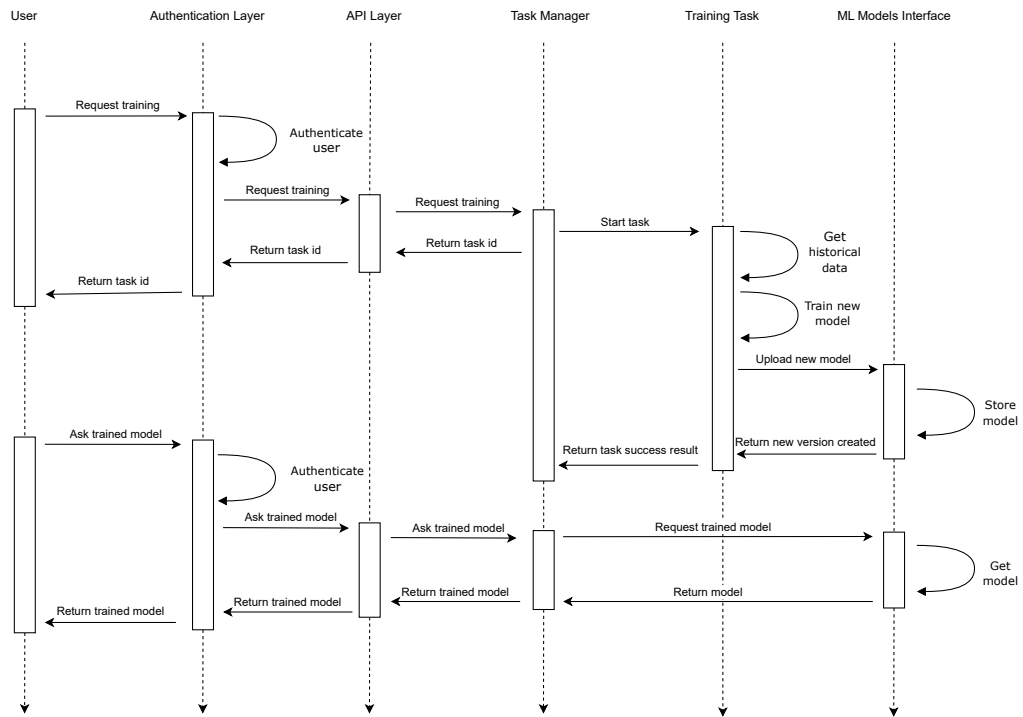 User
Authentication Layer
API Layer
Task Manager
Training Task
ML Models Interface
Request training
Authenticate
user
Request training
Request training
Start task
Return task id
Return task id
Return task id
Get
historical
data
Train new
model
Upload new model
Store
model
Return new version created
Return task success result
Ask trained model
Authenticate
user
Ask trained model
Ask trained model
Request trained model
Get
model
Return model
Return trained model
Return trained model
Return trained model